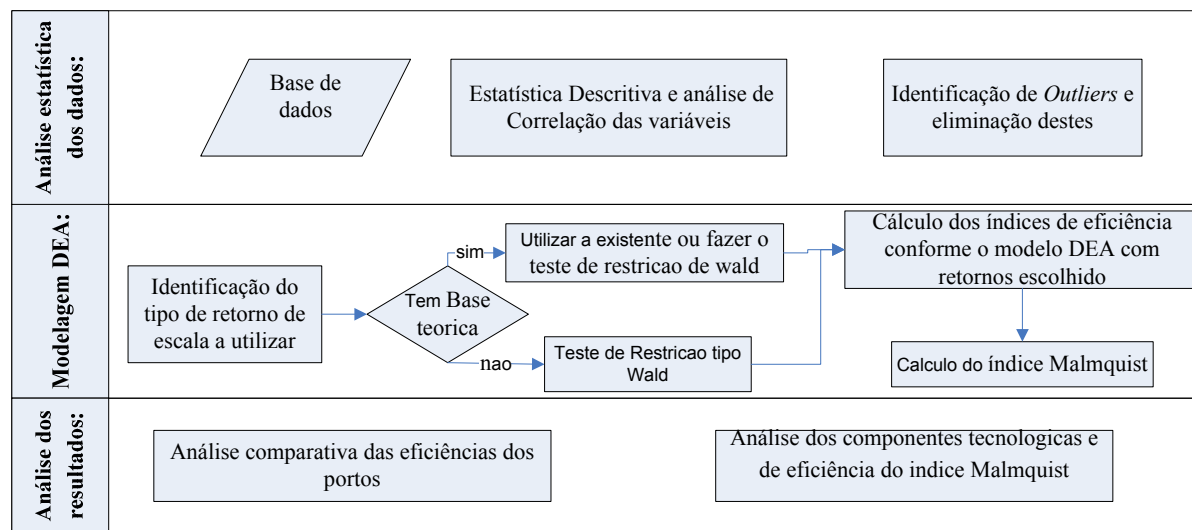 Análise estatística
dos dados:
Base de
dados
Estatística Descritiva e análise de
Correlação das variáveis
Identificação de Outliers e
eliminação destes
Modelagem DEA:
Identificação do
tipo de retorno de
escala a utilizar
Tem Base
teorica
sim
Utilizar a existente ou fazer o
teste de restricao de wald
nao
Teste de Restricao tipo
Wald
Cálculo dos índices de eficiência
conforme o modelo DEA com
retornos escolhido
Calculo do índice Malmquist
Análise dos
resultados:
Análise comparativa das eficiências dos
portos
Análise dos componentes tecnologicas e
de eficiência do indice Malmquist